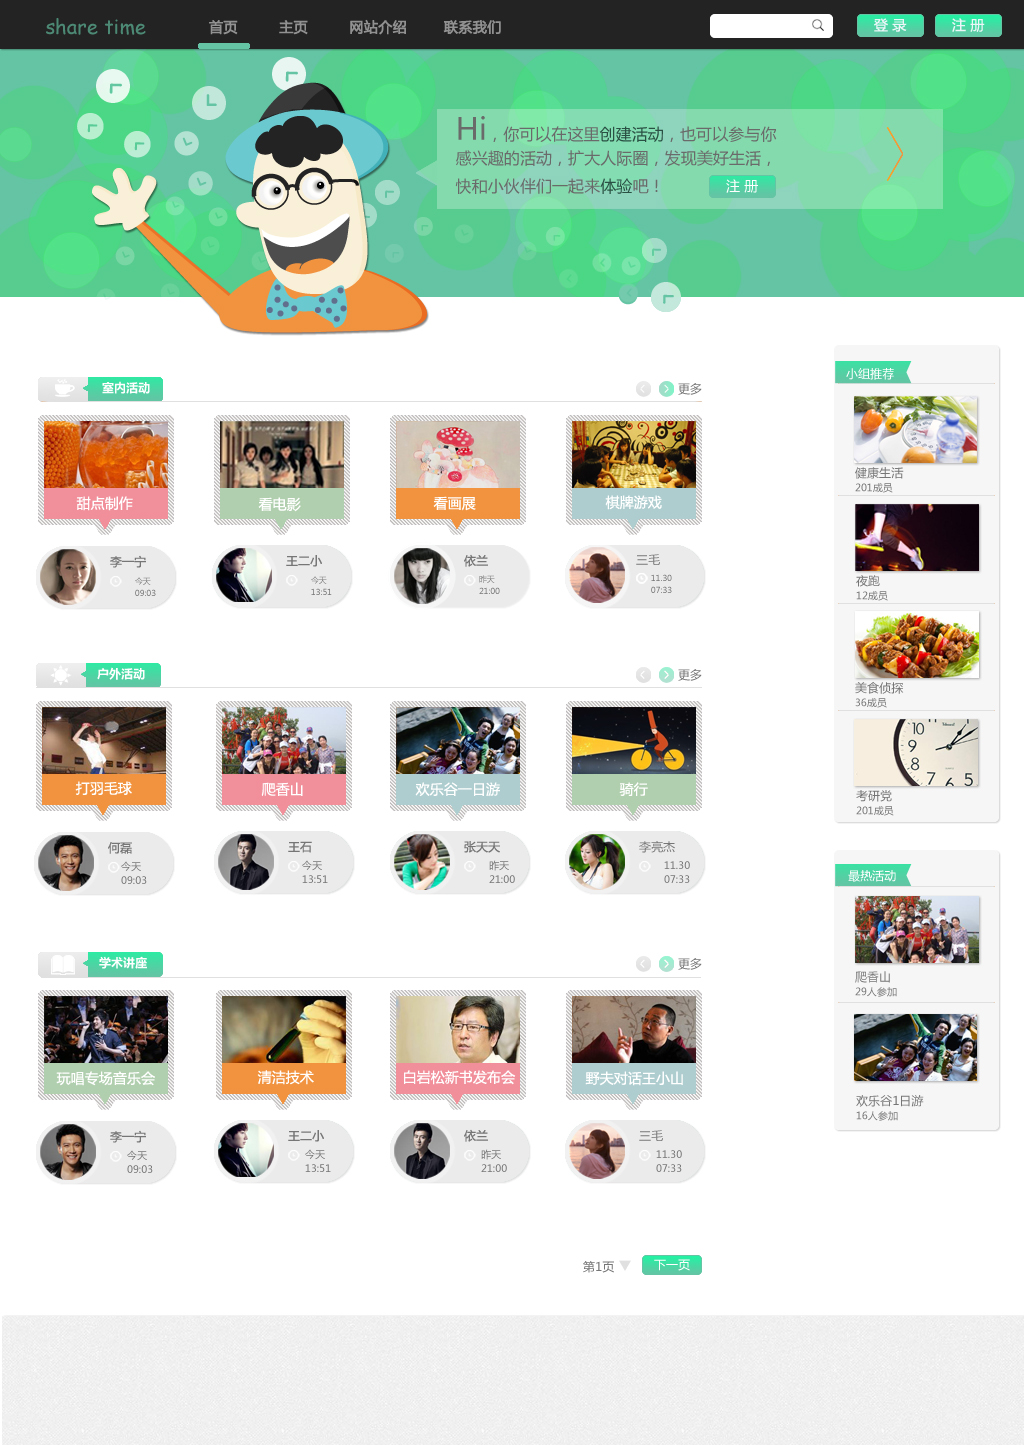 share time
首页 主页 网站介绍 联系我们
登 录 注 册
Hi，你可以在这里创建活动，也可以参与你
感兴趣的活动，扩大人际圈，发现美好生活，
快和小伙伴们一起来体验吧！
注 册
室内活动
更多
甜点制作 看电影 看画展 棋牌游戏
李一宁
今天
09:03
王二小
今天
13:51
依兰
昨天
21:00
三毛
11.30
07:33
户外活动
更多
打羽毛球 爬香山 欢乐谷一日游 骑行
何磊
今天
09:03
王石
今天
13:51
张天天
昨天
21:00
李亮杰
11.30
07:33
学术讲座
更多
玩唱专场音乐会 清洁技术 白岩松新书发布会 野夫对话王小山
李一宁
今天
09:03
王二小
今天
13:51
依兰
昨天
21:00
三毛
11.30
07:33
第1页
下一页
小组推荐
健康生活
201成员
夜跑
12成员
美食侦探
36成员
考研党
201成员
最热活动
爬香山
29人参加
欢乐谷1日游
16人参加